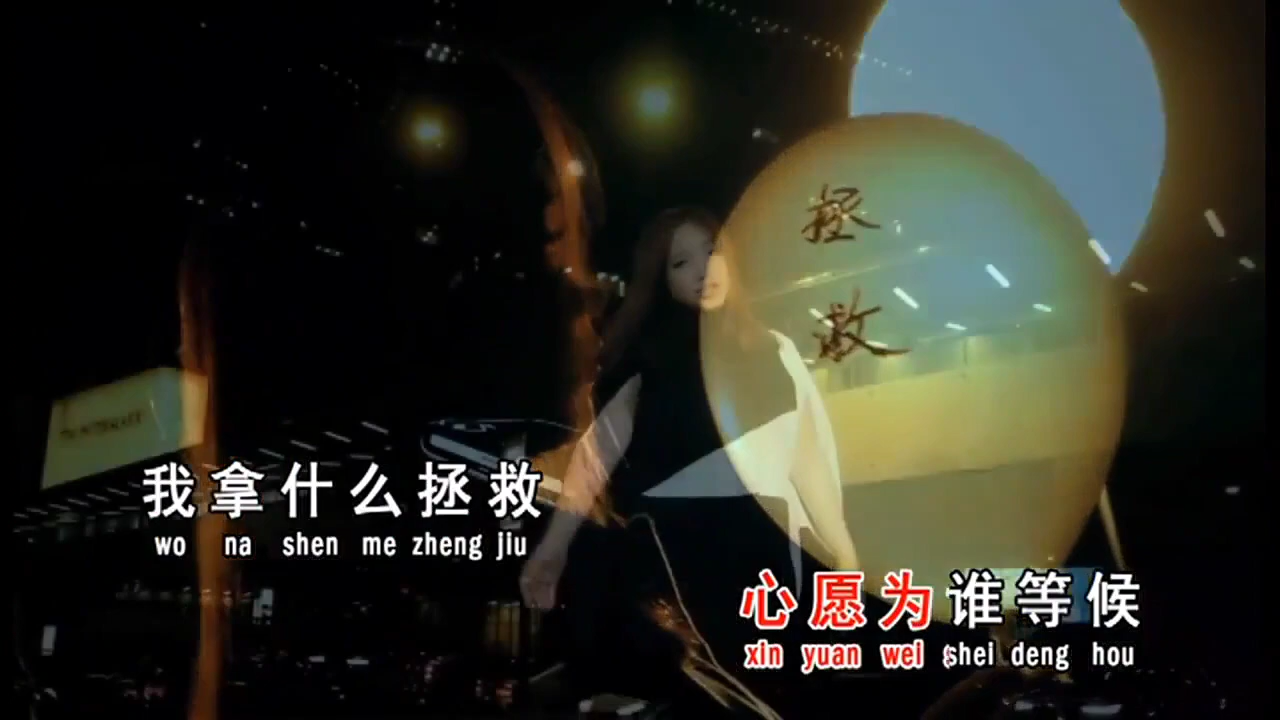 拯
救
我拿什么拯救
wo na shen me zheng jiu
心愿为谁等候
xin yuan wei shei deng hou